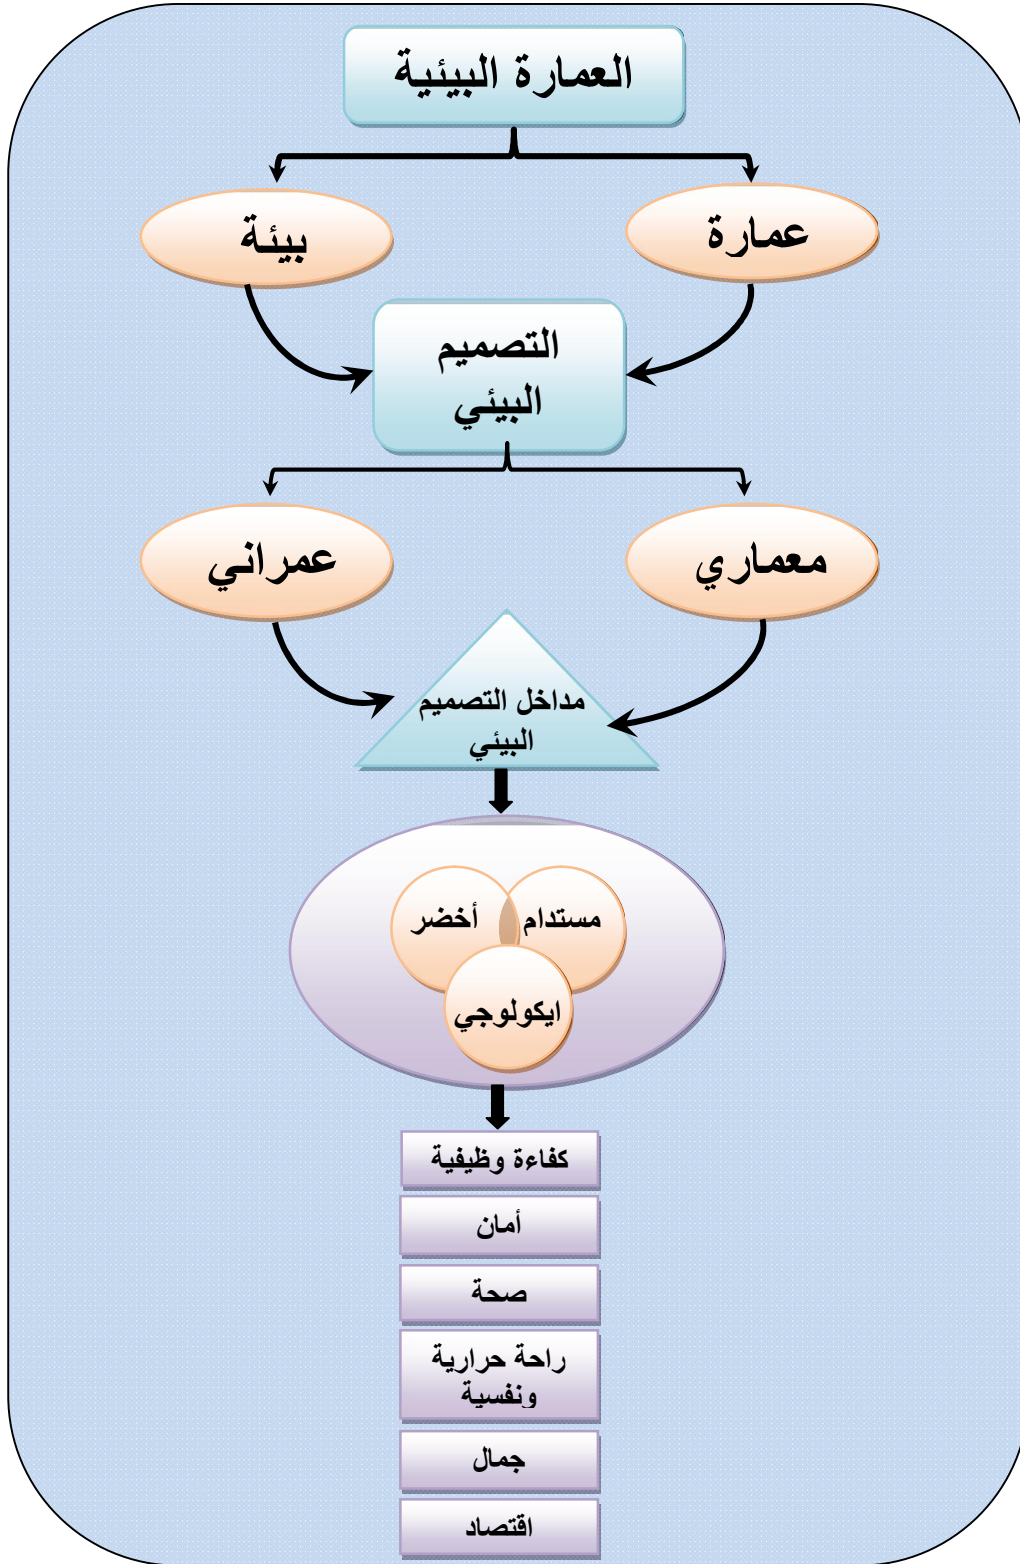 العمارة البيئية
عمارة
بيئة
التصميم
البيئي
معماري
عمراني
مداخل التصميم
البيئي
مستدام
أخضر
ايكولوجي
كفاءة وظيفية
أمان
صحة
راحة حرارية
ونفسية
جمال
اقتصاد